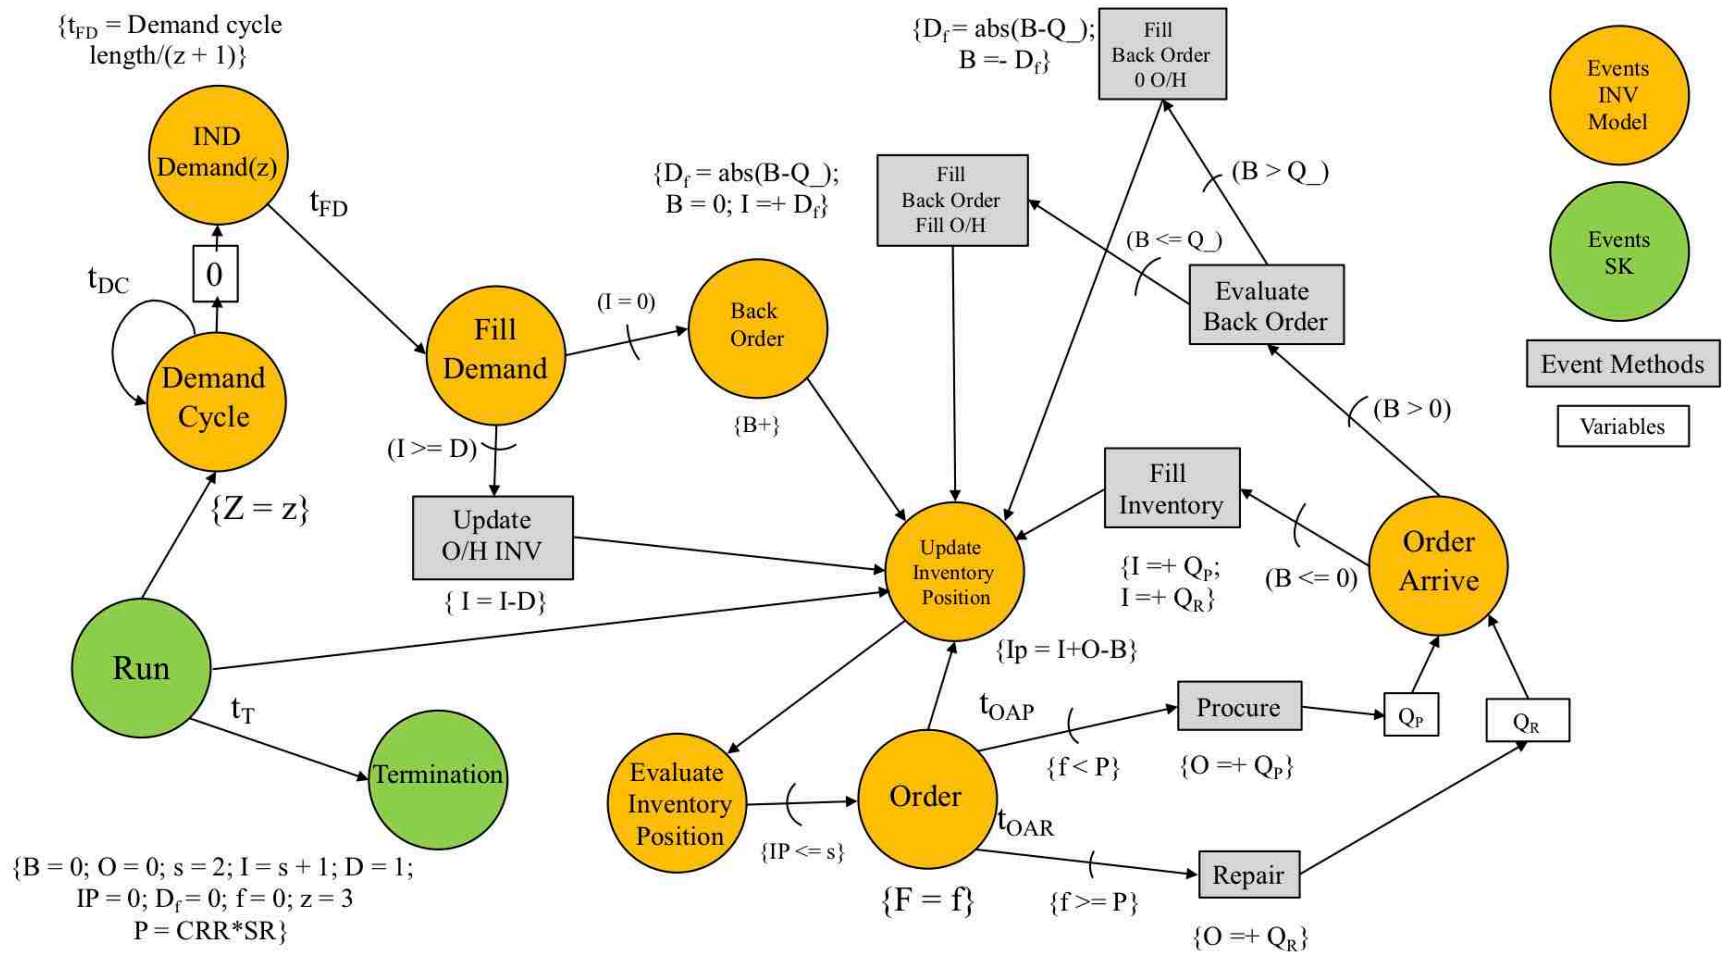 {t_FD = Demand cycle
length/(z + 1)}
IND
Demand(z)
t_FD
0
t_DC
Demand
Cycle
{Z = z}
Run
t_T
Termination
{B = 0; O = 0; s = 2; I = s + 1; D = 1;
IP = 0; D_f = 0; f = 0; z = 3
P = CRR*SR}
Fill
Demand
(I = 0)
Back
Order
{B+}
(I >= D)
Update
O/H INV
{ I = I-D}
{D_f = abs(B-Q_);
B = 0; I =+ D_f}
Fill
Back Order
Fill O/H
{D_f = abs(B-Q_);
B =- D_f}
Fill
Back Order
0 O/H
(B > Q_)
(B <= Q_)
Evaluate
Back Order
(B > 0)
Fill
Inventory
{I =+ Q_P;
I =+ Q_R}
(B <= 0)
Order
Arrive
Update
Inventory
Position
{Ip = I+O-B}
Evaluate
Inventory
Position
{IP <= s}
Order
{F = f}
t_OAP
{f < P}
Procure
{O =+ Q_P}
Q_P
t_OAR
{f >= P}
Repair
{O =+ Q_R}
Q_R
Events
INV
Model
Events
SK
Event Methods
Variables